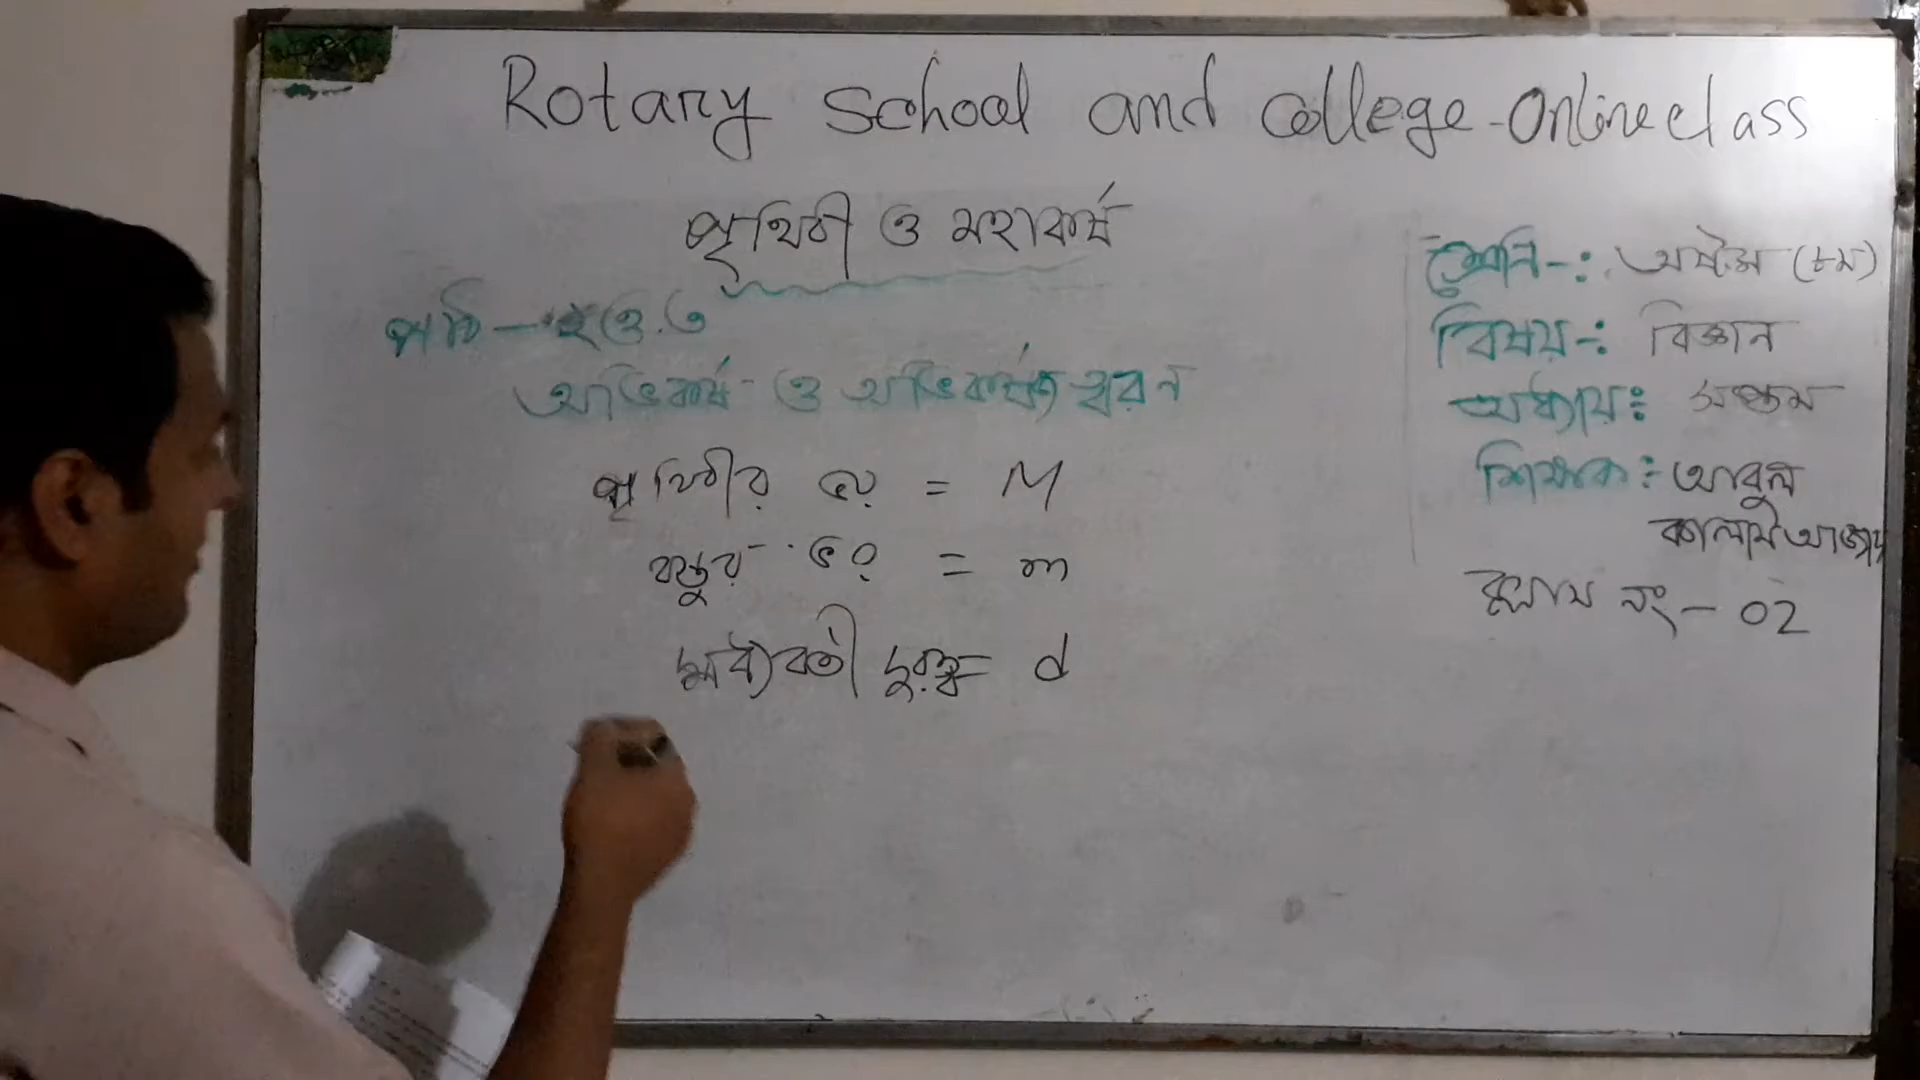 Rotary School and College - Online class
পৃথিবী ও মহাকর্ষ
পাঠ - ২ ও ৩
অভিকর্ষ ও অভিকর্ষজ ত্বরণ
পৃথিবীর ভর = M
বস্তুর ভর = m
মধ্যবর্তী দুরত্ব = d
শ্রেনি -: অষ্টম (৮ম)
বিষয় -: বিজ্ঞান
অধ্যায়ঃ সপ্তম
শিক্ষকঃ আবুল
কালাম আজাদ
ক্লাস নং - 02